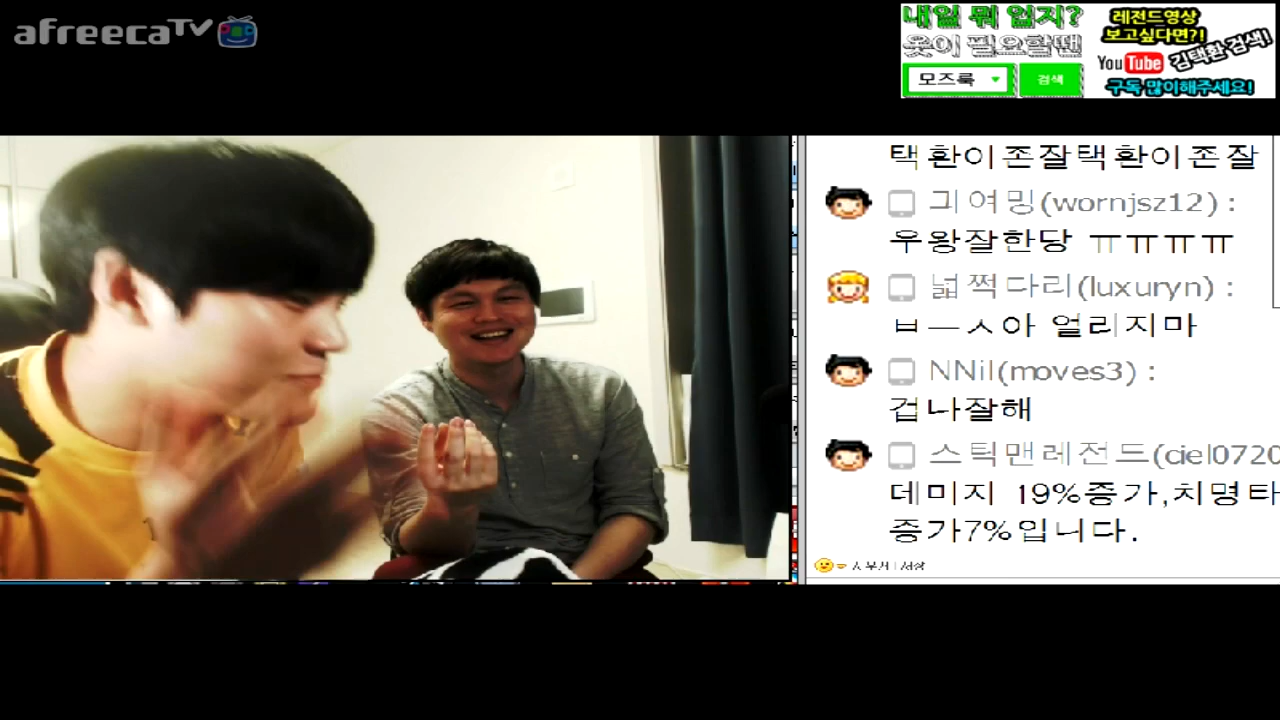 afreecaTV
내일 뭐 입지?
옷이 필요할땐
모즈룩 ▼ 검색
레전드영상
보고싶다면?!
YouTube 김택환 검색!
구독 많이해주세요!
택환이존잘택환이존잘
긔여밍(wornjsz12) :
우왕잘한당 ㅠㅠㅠㅠ
넓쩍다리(luxuryn) :
ㅂㅡㅅ아 얼리지마
NNil(moves3) :
겁나잘해
스틱맨레전드(ciel0720
데미지 19%증가,치명타
증가7%입니다.